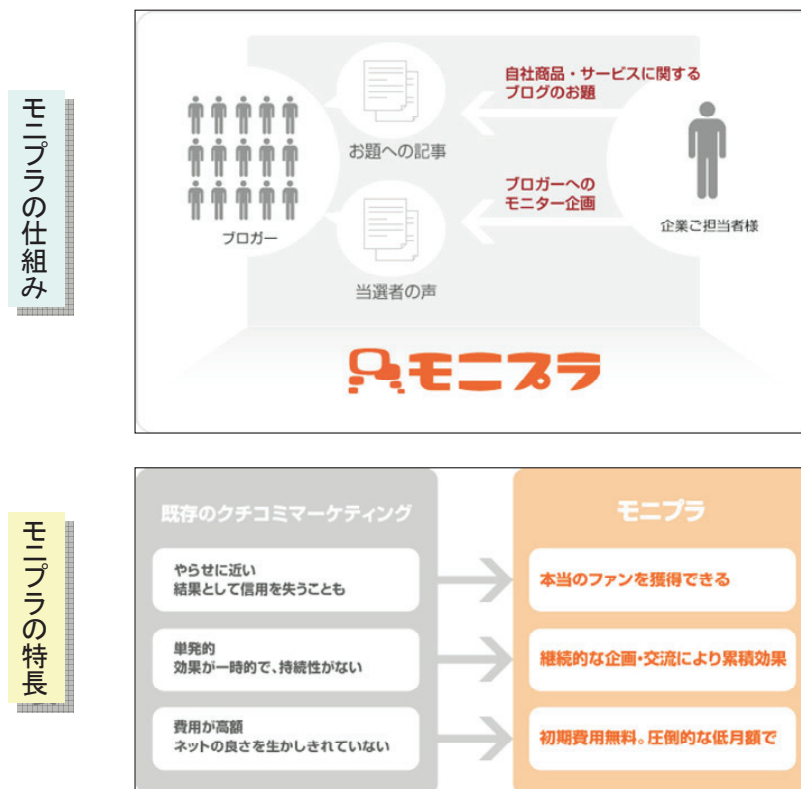 モニプラの仕組み
自社商品・サービスに関する
ブログのお題
お題への記事
ブロガーへの
モニター企画
ブロガー
企業ご担当者様
当選者の声
モニプラ
モニプラの特長
既存のクチコミマーケティング
モニプラ
やらせに近い
結果として信用を失うことも
本当のファンを獲得できる
単発的
効果が一時的で、持続性がない
継続的な企画・交流により累積効果
費用が高額
ネットの良さを生かしきれていない
初期費用無料。圧倒的な低月額で